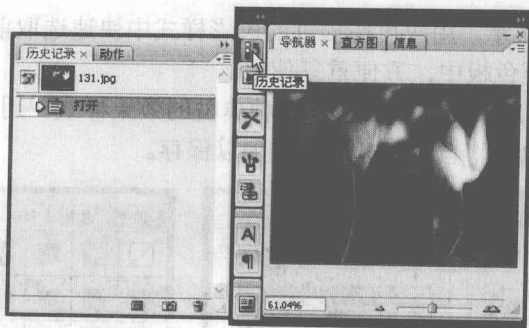 历史记录 × 动作
131.jpg
打开
导航器 × 直方图 信息
历史记录
A
¶
61.04%